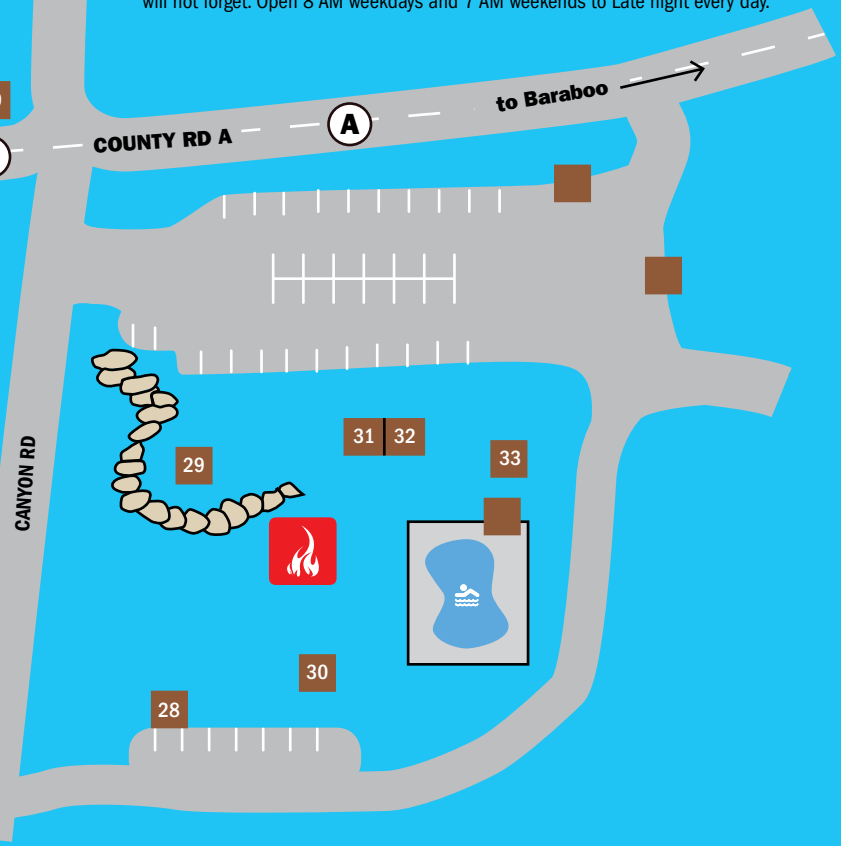 will not forget. Open 8 AM weekdays and 7 AM weekends to Late night every day.
to Baraboo
A
COUNTY RD A
31 32
33
29
CANYON RD
30
28